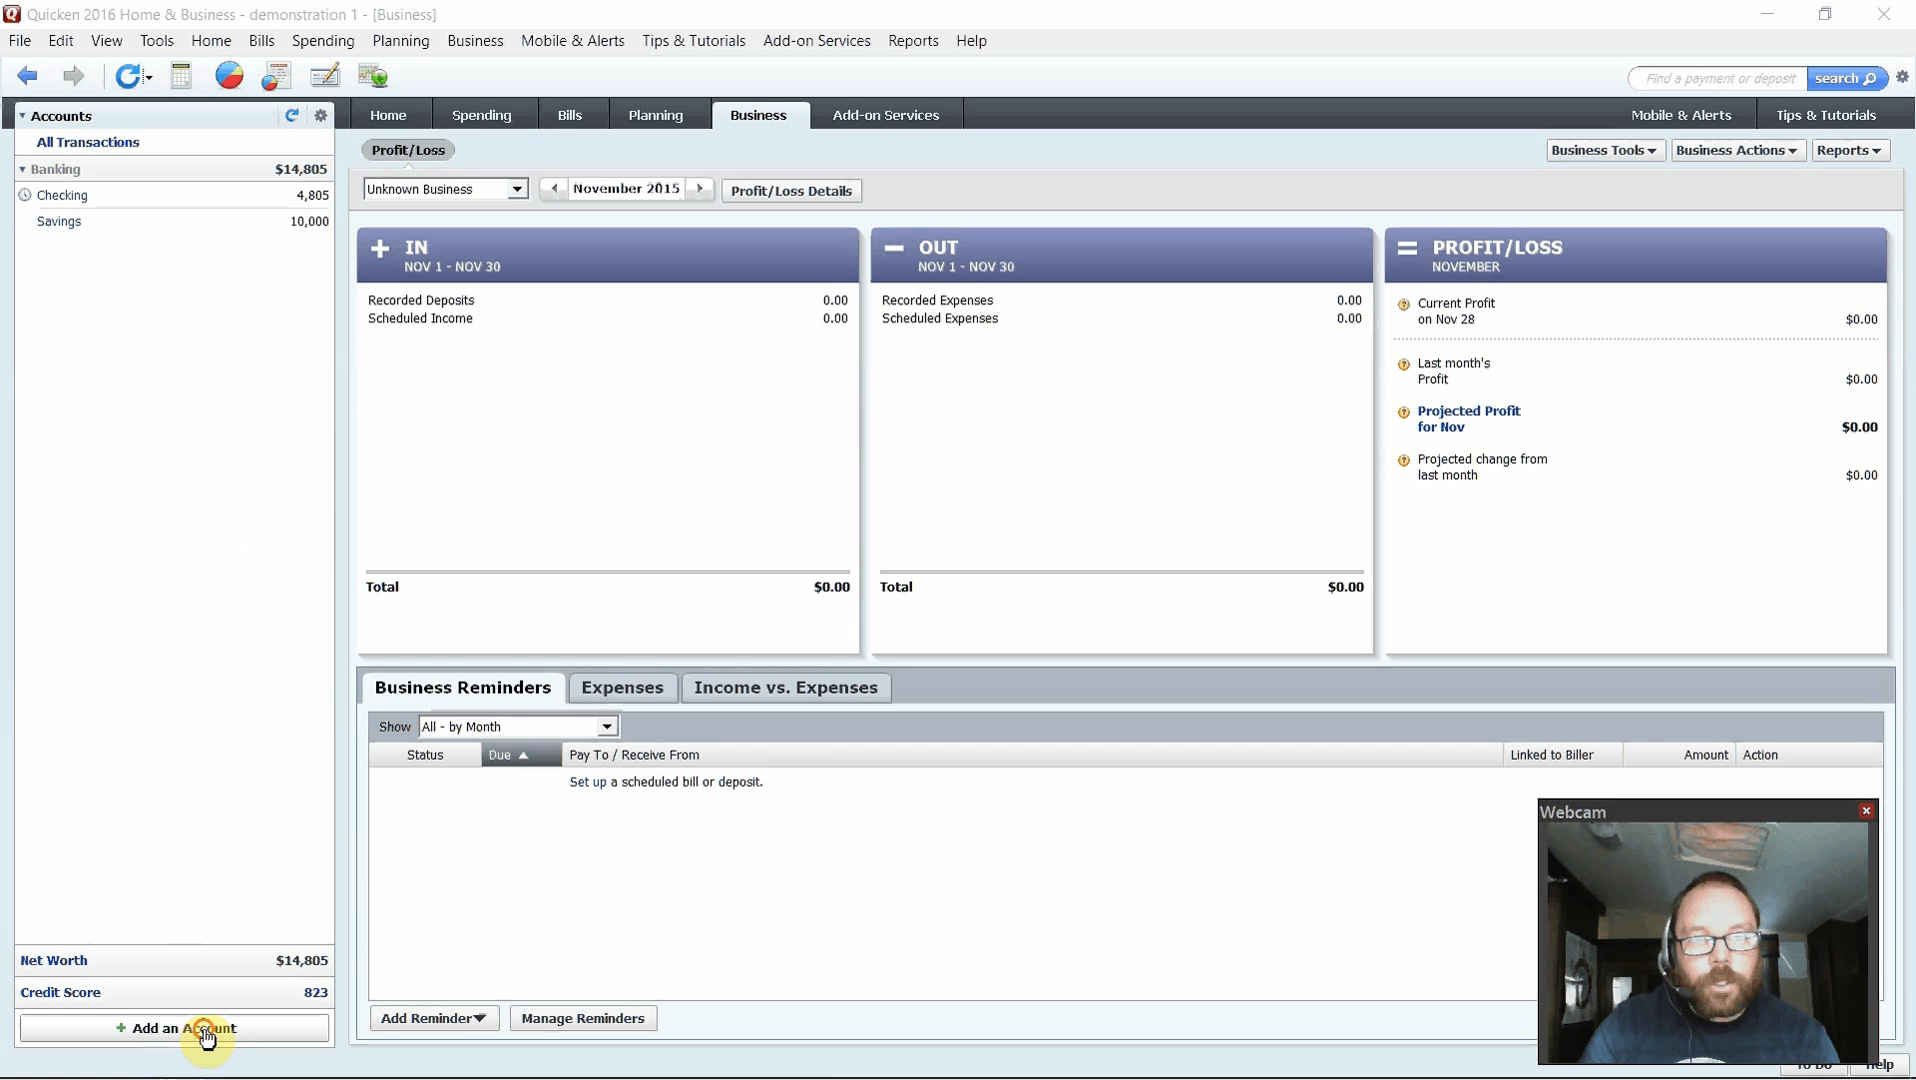 Quicken 2016 Home & Business - demonstration 1 - [Business]
File Edit View Tools Home Bills Spending Planning Business Mobile & Alerts Tips & Tutorials Add-on Services Reports Help
Find a payment or deposit search
Accounts
All Transactions
Banking $14,805
Checking 4,805
Savings 10,000
Home Spending Bills Planning Business Add-on Services Mobile & Alerts Tips & Tutorials
Profit/Loss Business Tools Business Actions Reports
Unknown Business November 2015 Profit/Loss Details
IN
NOV 1 - NOV 30
Recorded Deposits 0.00
Scheduled Income 0.00
Total $0.00
OUT
NOV 1 - NOV 30
Recorded Expenses 0.00
Scheduled Expenses 0.00
Total $0.00
PROFIT/LOSS
NOVEMBER
Current Profit
on Nov 28 $0.00
Last month's
Profit $0.00
Projected Profit
for Nov $0.00
Projected change from
last month $0.00
Business Reminders Expenses Income vs. Expenses
Show All - by Month
Status Due Pay To / Receive From Linked to Biller Amount Action
Set up a scheduled bill or deposit.
Webcam
Net Worth $14,805
Credit Score 823
+ Add an Account
Add Reminder Manage Reminders
To Do Help